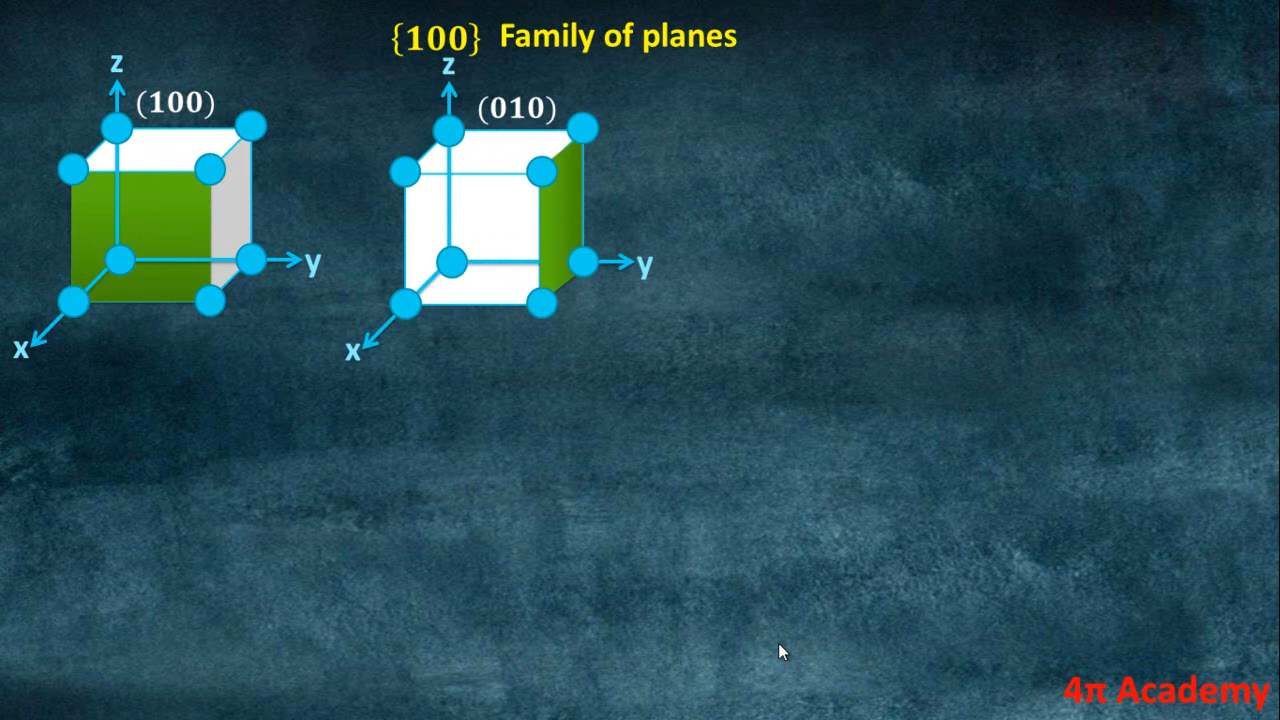 {100} Family of planes
z
(100)
y
x
z
(010)
y
x
4π Academy